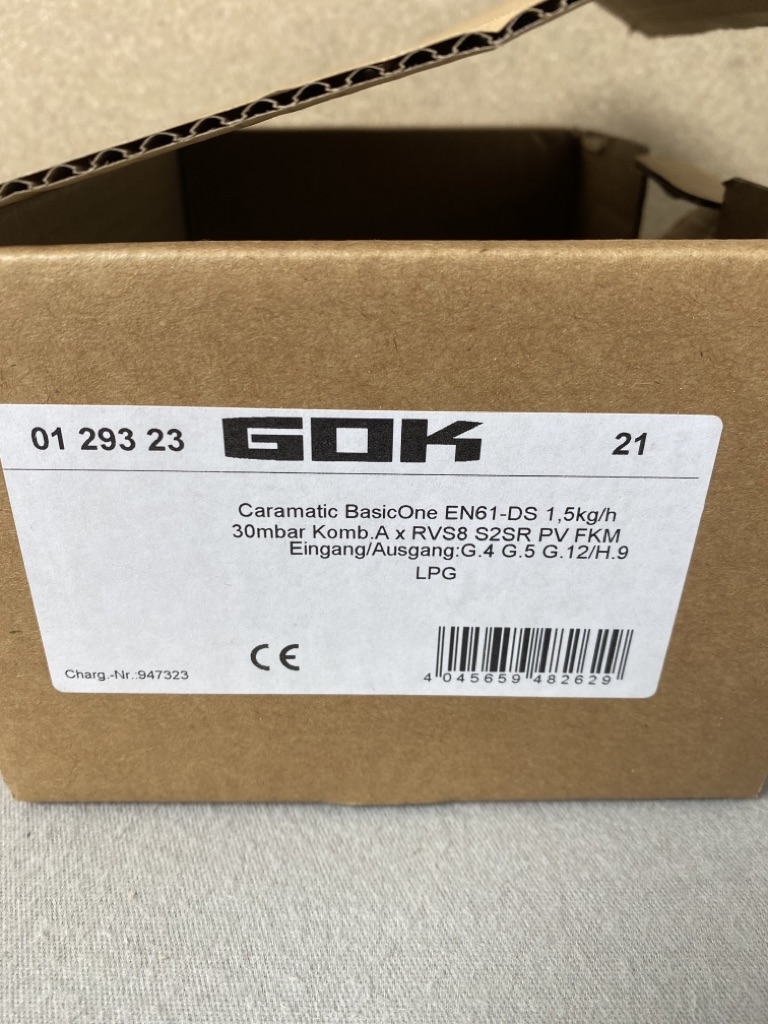 01 293 23 GOK 21
Caramatic BasicOne EN61-DS 1,5kg/h
30mbar Komb.A x RVS8 S2SR PV FKM
Eingang/Ausgang:G.4 G.5 G.12/H.9
LPG
Charg.-Nr.:947323 CE
4 045659 482629